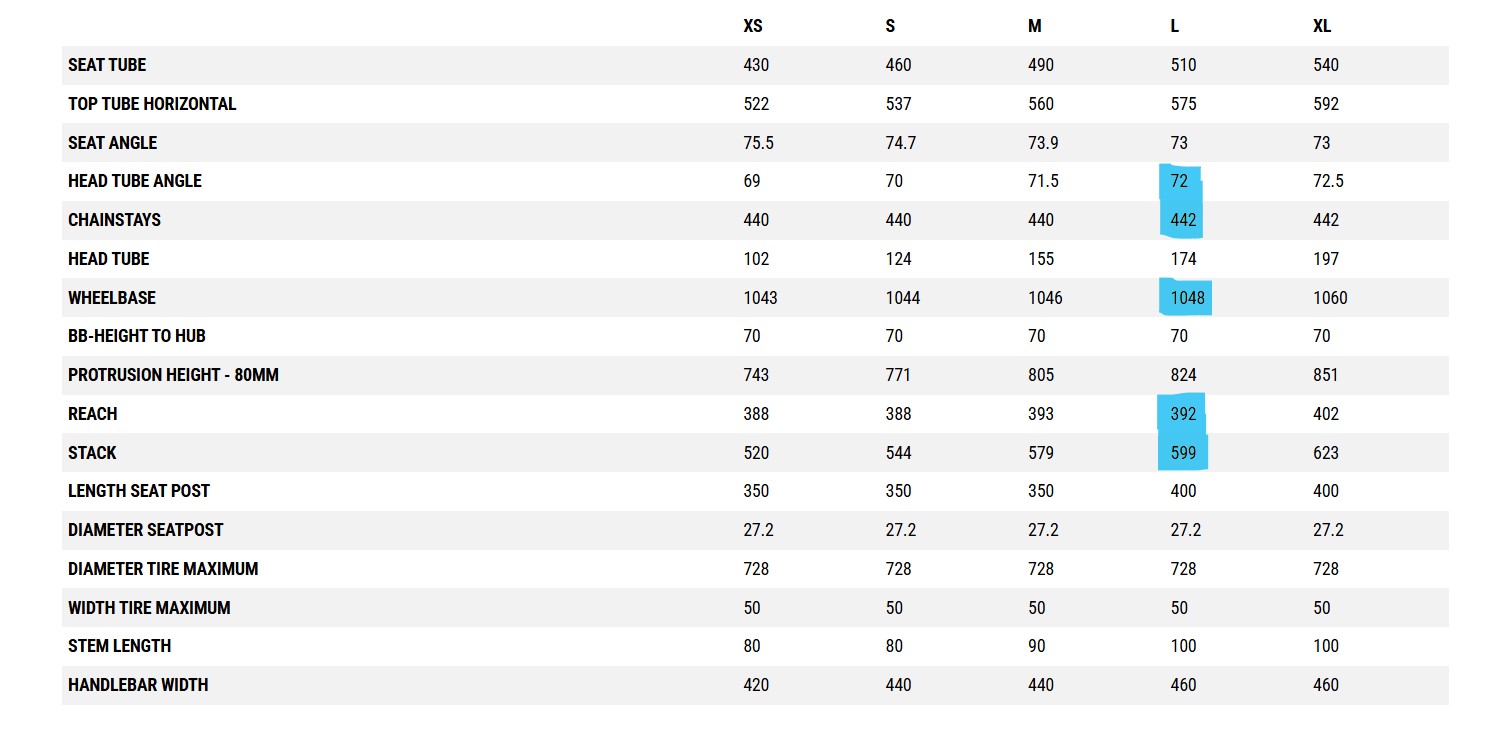 XS S M L XL
SEAT TUBE 430 460 490 510 540
TOP TUBE HORIZONTAL 522 537 560 575 592
SEAT ANGLE 75.5 74.7 73.9 73 73
HEAD TUBE ANGLE 69 70 71.5 72 72.5
CHAINSTAYS 440 440 440 442 442
HEAD TUBE 102 124 155 174 197
WHEELBASE 1043 1044 1046 1048 1060
BB-HEIGHT TO HUB 70 70 70 70 70
PROTRUSION HEIGHT - 80MM 743 771 805 824 851
REACH 388 388 393 392 402
STACK 520 544 579 599 623
LENGTH SEAT POST 350 350 350 400 400
DIAMETER SEATPOST 27.2 27.2 27.2 27.2 27.2
DIAMETER TIRE MAXIMUM 728 728 728 728 728
WIDTH TIRE MAXIMUM 50 50 50 50 50
STEM LENGTH 80 80 90 100 100
HANDLEBAR WIDTH 420 440 440 460 460